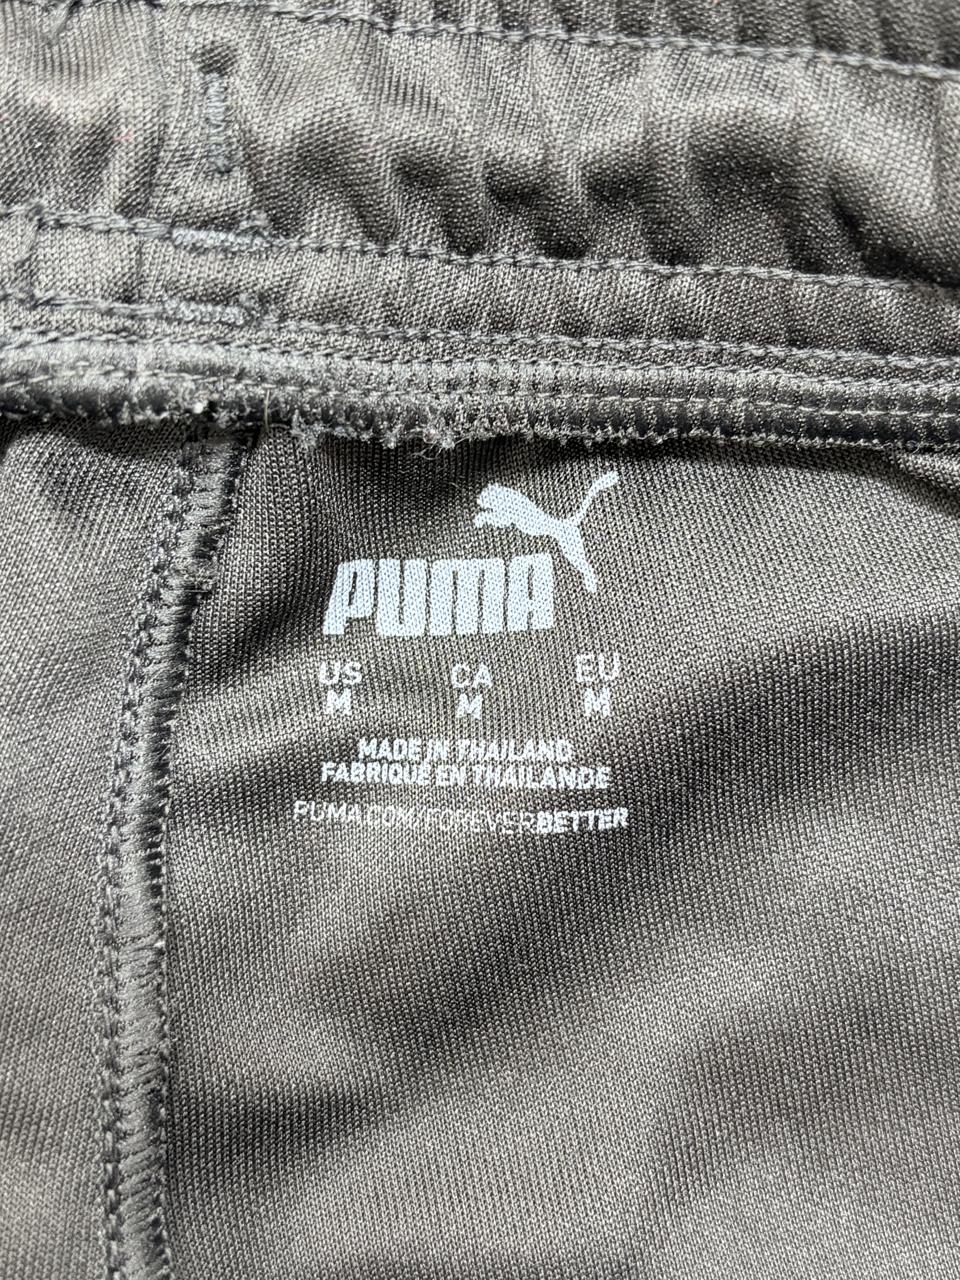 PUMA
US CA EU
M M M
MADE IN THAILAND
FABRIQUÉ EN THAÏLANDE
PUMA.COM/FOREVERBETTER